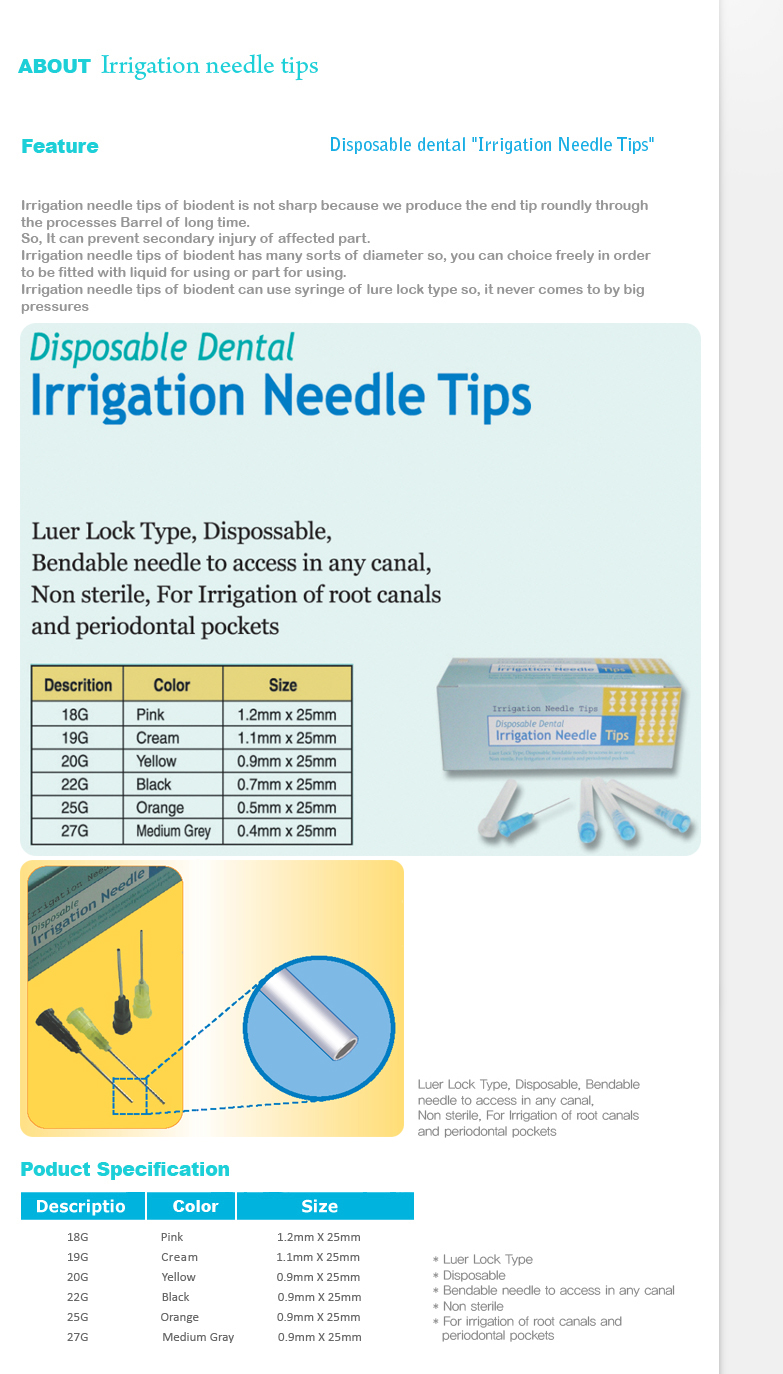 ABOUT Irrigation needle tips
Feature
Disposable dental "Irrigation Needle Tips"
Irrigation needle tips of biodent is not sharp because we produce the end tip roundly through
the processes Barrel of long time.
So, It can prevent secondary injury of affected part.
Irrigation needle tips of biodent has many sorts of diameter so, you can choice freely in order
to be fitted with liquid for using or part for using.
Irrigation needle tips of biodent can use syringe of lure lock type so, it never comes to by big
pressures
Disposable Dental
Irrigation Needle Tips
Luer Lock Type, Dispossable,
Bendable needle to access in any canal,
Non sterile, For Irrigation of root canals
and periodontal pockets
Descrition Color Size
18G Pink 1.2mm x 25mm
19G Cream 1.1mm x 25mm
20G Yellow 0.9mm x 25mm
22G Black 0.7mm x 25mm
25G Orange 0.5mm x 25mm
27G Medium Grey 0.4mm x 25mm
Irrigation Needle Tips
Irrigation Needle Tips
Disposable Dental
Irrigation Needle Tips
Irrigation Need
Disposable
Irrigation Needle
Luer Lock Type, Disposable, Bendable
needle to access in any canal,
Non sterile, For Irrigation of root canals
and periodontal pockets
Poduct Specification
Descriptio Color Size
18G Pink 1.2mm X 25mm
19G Cream 1.1mm X 25mm
20G Yellow 0.9mm X 25mm
22G Black 0.9mm X 25mm
25G Orange 0.9mm X 25mm
27G Medium Gray 0.9mm X 25mm
* Luer Lock Type
* Disposable
* Bendable needle to access in any canal
* Non sterile
* For irrigation of root canals and
periodontal pockets